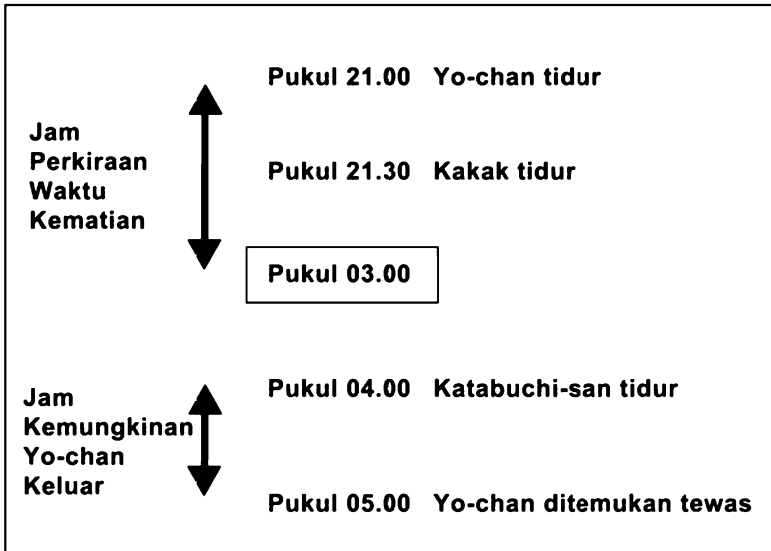 Pukul 21.00 Yo-chan tidur
Jam
Perkiraan
Waktu
Kematian
Pukul 21.30 Kakak tidur
Pukul 03.00
Pukul 04.00 Katabuchi-san tidur
Jam
Kemungkinan
Yo-chan
Keluar
Pukul 05.00 Yo-chan ditemukan tewas